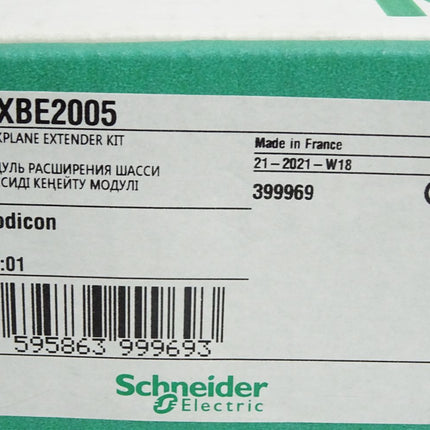 XBE2005
KPLANE EXTENDER KIT
Made in France
21-2021-W18
УЛЬ РАСШИРЕНИЯ ШАССИ
СИДІ КЕҢЕЙТУ МОДУЛІ
399969
odicon
:01
595863 999693
Schneider
Electric